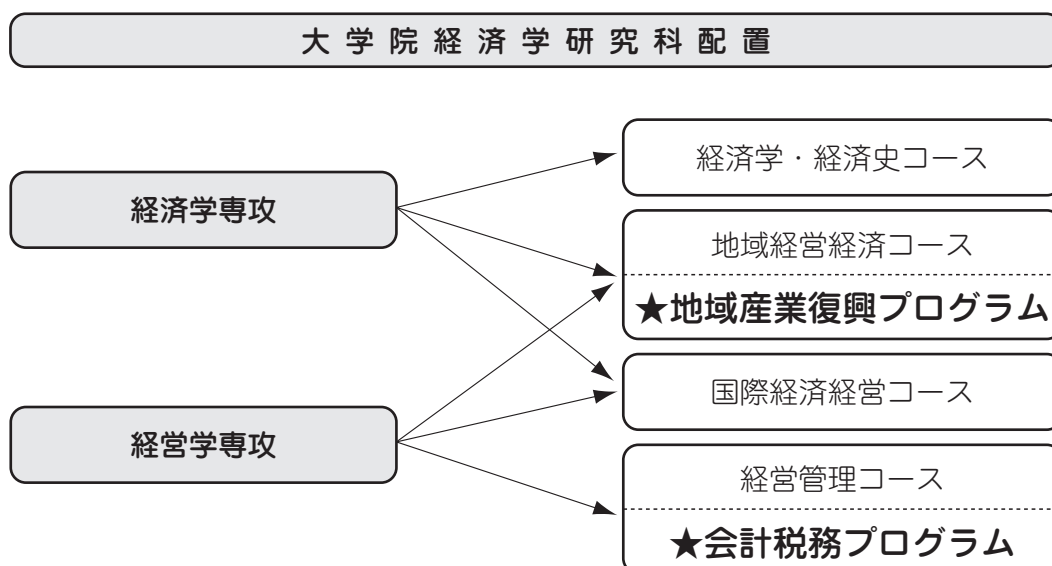 大学院経済学研究科配置
経済学専攻
経営学専攻
経済学・経済史コース
地域経営経済コース
★地域産業復興プログラム
国際経済経営コース
経営管理コース
★会計税務プログラム